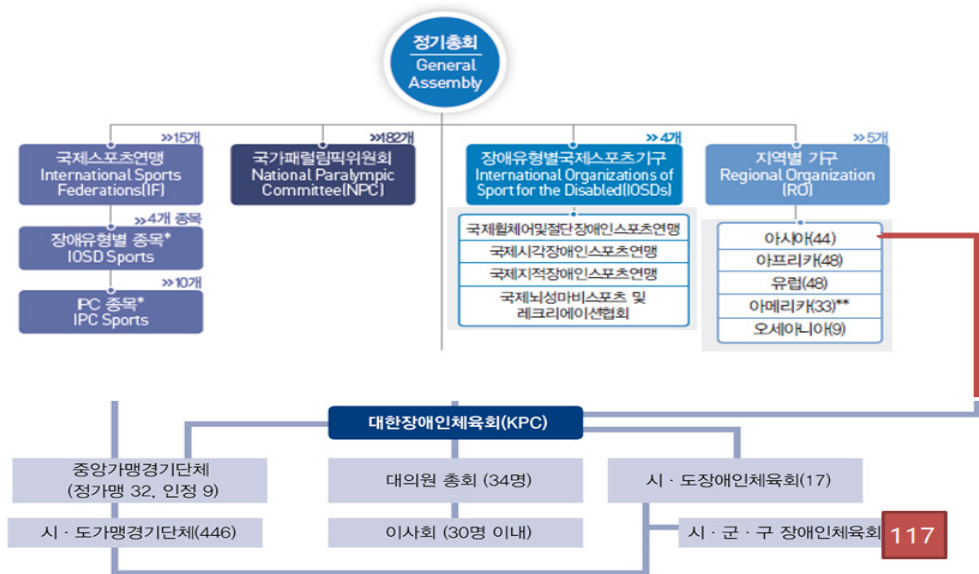 정기총회
General
Assembly
»15개
국제스포츠연맹
International Sports
Federations(IF)
»4개 종목
장애유형별 종목*
IOSD Sports
»10개
IPC 종목*
IPC Sports
»182개
국가패럴림픽위원회
National Paralympic
Committee(NPC)
»4개
장애유형별국제스포츠기구
International Organizations of
Sport for the Disabled(IOSDs)
국제휠체어및절단장애인스포츠연맹
국제시각장애인스포츠연맹
국제지적장애인스포츠연맹
국제뇌성마비스포츠 및
레크리에이션협회
»5개
지역별 기구
Regional Organization
(RO)
아시아(44)
아프리카(48)
유럽(48)
아메리카(33)**
오세아니아(9)
대한장애인체육회(KPC)
중앙가맹경기단체
(정가맹 32, 인정 9)
대의원 총회 (34명)
시 · 도장애인체육회(17)
시 · 도가맹경기단체(446)
이사회 (30명 이내)
시 · 군 · 구 장애인체육회
117